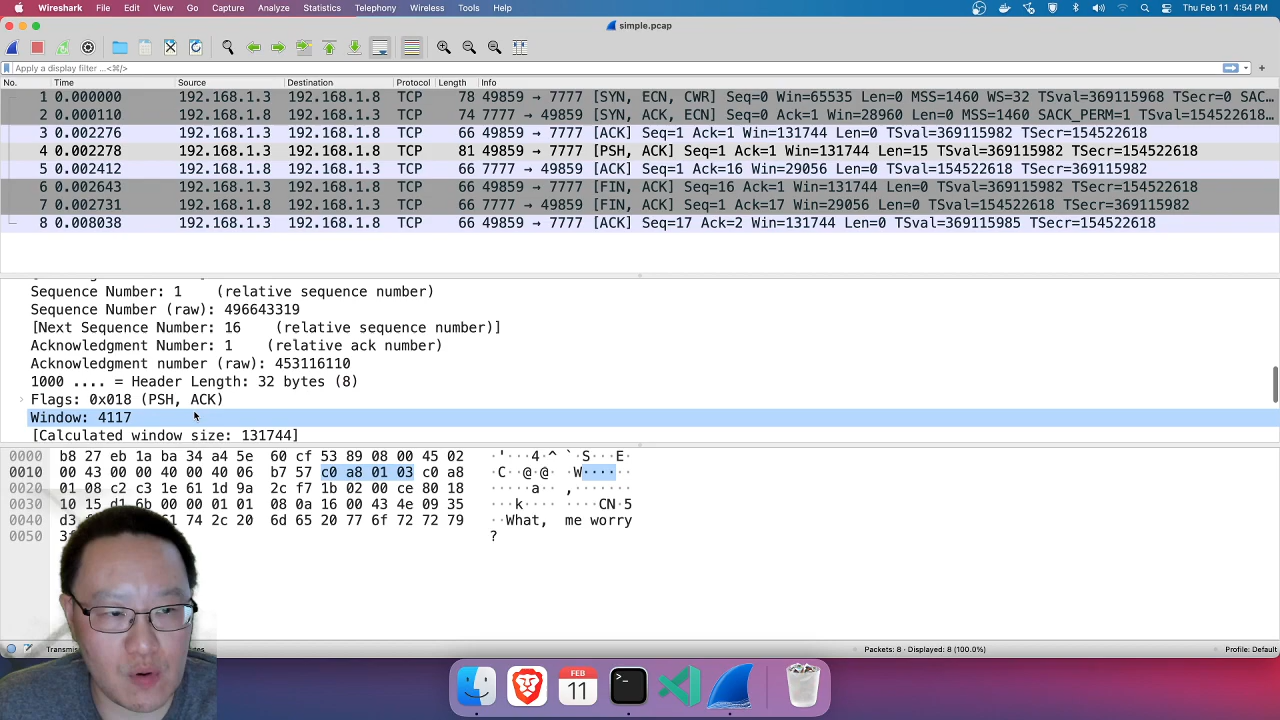 Wireshark File Edit View Go Capture Analyze Statistics Telephony Wireless Tools Help Thu Feb 11 4:54 PM
simple.pcap
Apply a display filter ... <⌘/>
No. Time Source Destination Protocol Length Info
1 0.000000 192.168.1.3 192.168.1.8 TCP 78 49859 → 7777 [SYN, ECN, CWR] Seq=0 Win=65535 Len=0 MSS=1460 WS=32 TSval=369115968 TSecr=0 SAC…
2 0.000110 192.168.1.8 192.168.1.3 TCP 74 7777 → 49859 [SYN, ACK, ECN] Seq=0 Ack=1 Win=28960 Len=0 MSS=1460 SACK_PERM=1 TSval=154522618…
3 0.002276 192.168.1.3 192.168.1.8 TCP 66 49859 → 7777 [ACK] Seq=1 Ack=1 Win=131744 Len=0 TSval=369115982 TSecr=154522618
4 0.002278 192.168.1.3 192.168.1.8 TCP 81 49859 → 7777 [PSH, ACK] Seq=1 Ack=1 Win=131744 Len=15 TSval=369115982 TSecr=154522618
5 0.002412 192.168.1.8 192.168.1.3 TCP 66 7777 → 49859 [ACK] Seq=1 Ack=16 Win=29056 Len=0 TSval=154522618 TSecr=369115982
6 0.002643 192.168.1.3 192.168.1.8 TCP 66 49859 → 7777 [FIN, ACK] Seq=16 Ack=1 Win=131744 Len=0 TSval=369115982 TSecr=154522618
7 0.002731 192.168.1.8 192.168.1.3 TCP 66 7777 → 49859 [FIN, ACK] Seq=1 Ack=17 Win=29056 Len=0 TSval=154522618 TSecr=369115982
8 0.008038 192.168.1.3 192.168.1.8 TCP 66 49859 → 7777 [ACK] Seq=17 Ack=2 Win=131744 Len=0 TSval=369115985 TSecr=154522618
Sequence Number: 1 (relative sequence number)
Sequence Number (raw): 496643319
[Next Sequence Number: 16 (relative sequence number)]
Acknowledgment Number: 1 (relative ack number)
Acknowledgment number (raw): 453116110
1000 .... = Header Length: 32 bytes (8)
Flags: 0x018 (PSH, ACK)
Window: 4117
[Calculated window size: 131744]
0000 b8 27 eb 1a ba 34 a4 5e 60 cf 53 89 08 00 45 02 ·'···4·^ `·S···E·
0010 00 43 00 00 40 00 40 06 b7 57 c0 a8 01 03 c0 a8 ·C··@·@· ·W······
0020 01 08 c2 c3 1e 61 1d 9a 2c f7 1b 02 00 ce 80 18 ·····a·· ,·······
0030 10 15 d1 6b 00 00 01 01 08 0a 16 00 43 4e 09 35 ···k···· ····CN·5
0040 d3 74 2c 20 6d 65 20 77 6f 72 72 79 ··What, me worry
0050 ?
Packets: 8 · Displayed: 8 (100.0%) Profile: Default
FEB
11